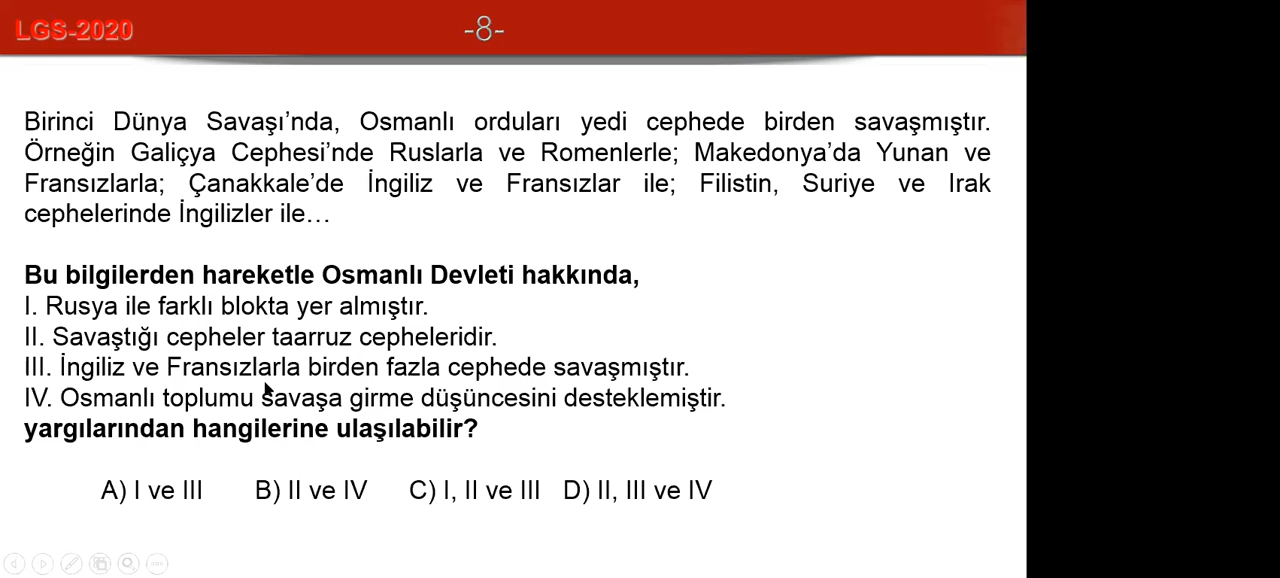 LGS-2020
-8-
Birinci Dünya Savaşı’nda, Osmanlı orduları yedi cephede birden savaşmıştır.
Örneğin Galiçya Cephesi’nde Ruslarla ve Romenlerle; Makedonya’da Yunan ve
Fransızlarla; Çanakkale’de İngiliz ve Fransızlar ile; Filistin, Suriye ve Irak
cephelerinde İngilizler ile…
Bu bilgilerden hareketle Osmanlı Devleti hakkında,
I. Rusya ile farklı blokta yer almıştır.
II. Savaştığı cepheler taarruz cepheleridir.
III. İngiliz ve Fransızlarla birden fazla cephede savaşmıştır.
IV. Osmanlı toplumu savaşa girme düşüncesini desteklemiştir.
yargılarından hangilerine ulaşılabilir?
A) I ve III B) II ve IV C) I, II ve III D) II, III ve IV